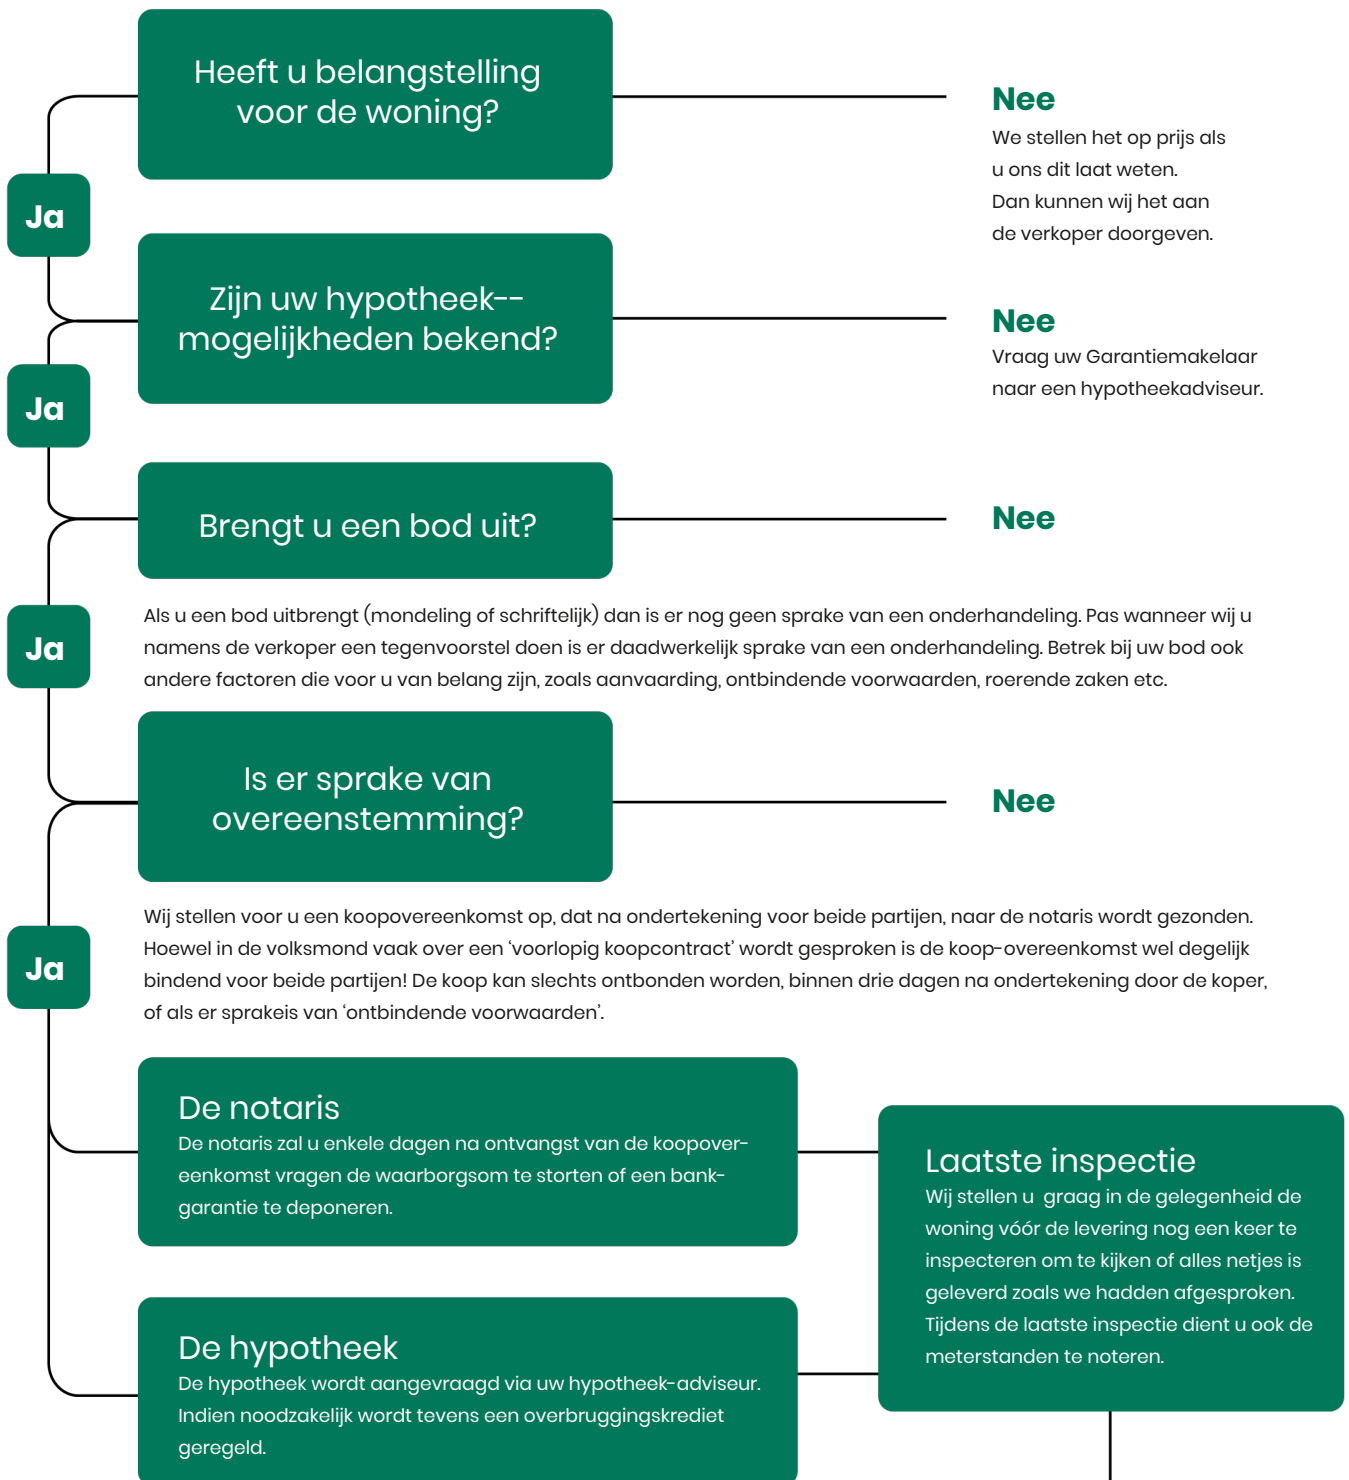 Heeft u belangstelling
voor de woning?
Nee
We stellen het op prijs als
u ons dit laat weten.
Dan kunnen wij het aan
de verkoper doorgeven.
Ja
Zijn uw hypotheek--
mogelijkheden bekend?
Nee
Vraag uw Garantiemakelaar
naar een hypotheekadviseur.
Ja
Brengt u een bod uit?
Nee
Ja
Als u een bod uitbrengt (mondeling of schriftelijk) dan is er nog geen sprake van een onderhandeling. Pas wanneer wij u
namens de verkoper een tegenvoorstel doen is er daadwerkelijk sprake van een onderhandeling. Betrek bij uw bod ook
andere factoren die voor u van belang zijn, zoals aanvaarding, ontbindende voorwaarden, roerende zaken etc.
Is er sprake van
overeenstemming?
Nee
Ja
Wij stellen voor u een koopovereenkomst op, dat na ondertekening voor beide partijen, naar de notaris wordt gezonden.
Hoewel in de volksmond vaak over een ‘voorlopig koopcontract’ wordt gesproken is de koop-overeenkomst wel degelijk
bindend voor beide partijen! De koop kan slechts ontbonden worden, binnen drie dagen na ondertekening door de koper,
of als er sprakeis van ‘ontbindende voorwaarden’.
De notaris
De notaris zal u enkele dagen na ontvangst van de koopover-
eenkomst vragen de waarborgsom te storten of een bank-
garantie te deponeren.
Laatste inspectie
Wij stellen u graag in de gelegenheid de
woning vóór de levering nog een keer te
inspecteren om te kijken of alles netjes is
geleverd zoals we hadden afgesproken.
Tijdens de laatste inspectie dient u ook de
meterstanden te noteren.
De hypotheek
De hypotheek wordt aangevraagd via uw hypotheek-adviseur.
Indien noodzakelijk wordt tevens een overbruggingskrediet
geregeld.